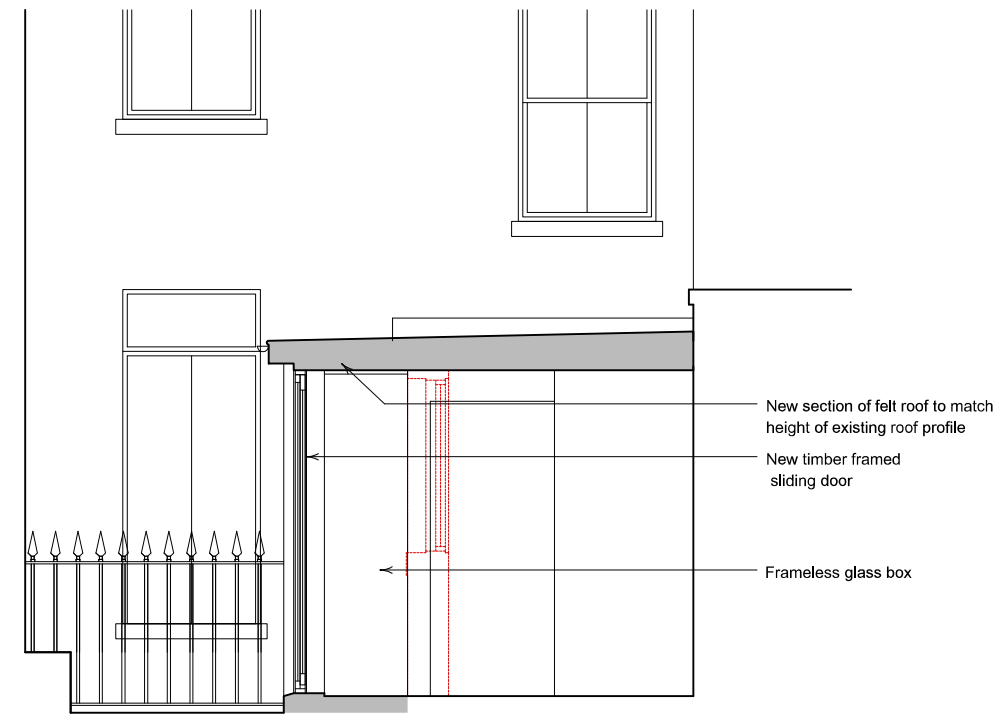 New section of felt roof to match
height of existing roof profile
New timber framed
sliding door
Frameless glass box